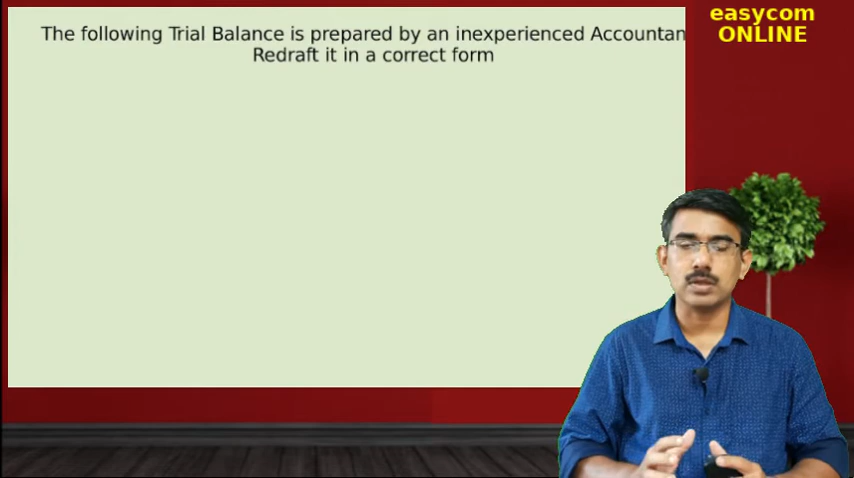 The following Trial Balance is prepared by an inexperienced Accountan
Redraft it in a correct form
easycom
ONLINE